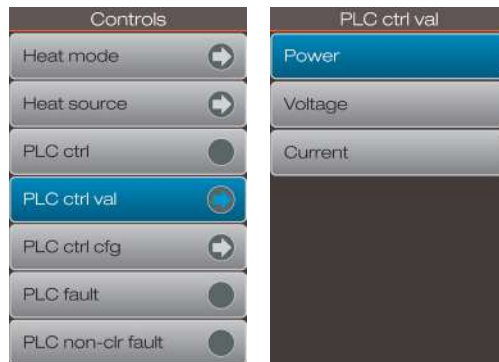 Controls
Heat mode
Heat source
PLC ctrl
PLC ctrl val
PLC ctrl cfg
PLC fault
PLC non-clr fault
PLC ctrl val
Power
Voltage
Current